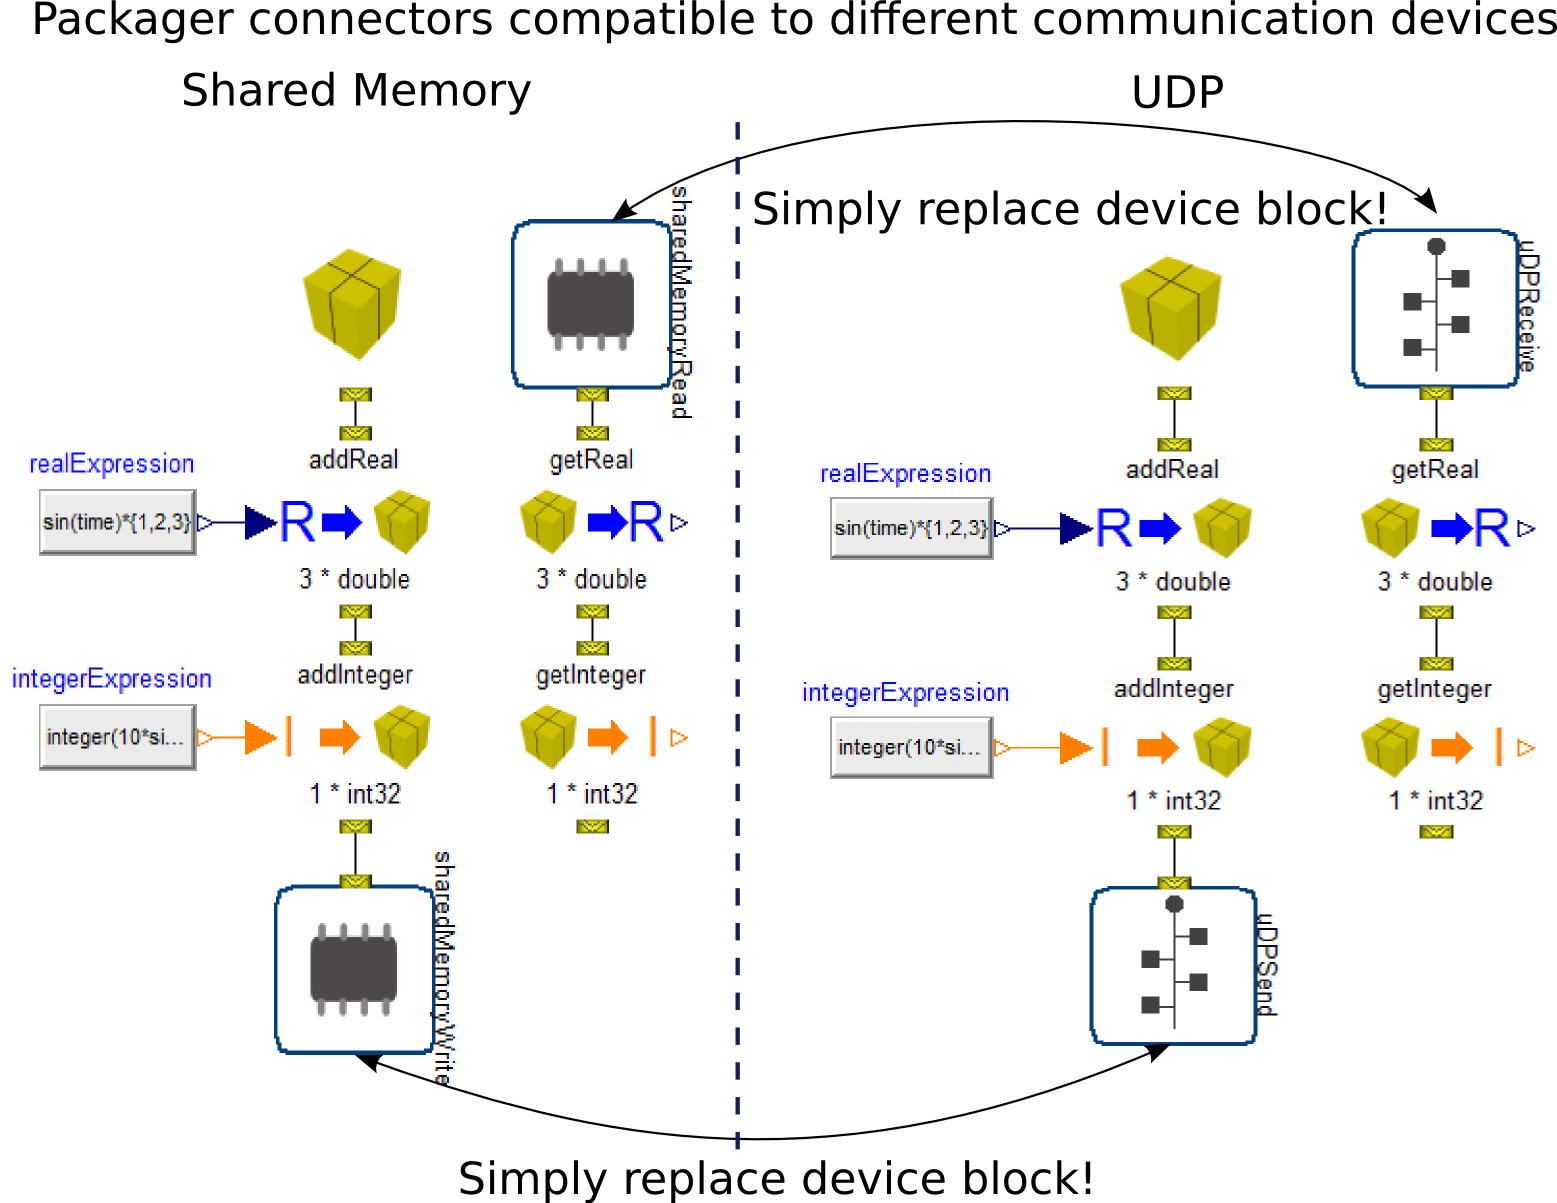 Packager connectors compatible to different communication devices
Shared Memory
UDP
Simply replace device block!
sharedMemoryRead
uDPReceive
addReal
getReal
realExpression
sin(time)*{1,2,3}
R
R
3 * double
3 * double
addInteger
getInteger
integerExpression
integer(10*si...
I
I
1 * int32
1 * int32
sharedMemoryWrite
addReal
getReal
realExpression
sin(time)*{1,2,3}
R
R
3 * double
3 * double
addInteger
getInteger
integerExpression
integer(10*si...
I
I
1 * int32
1 * int32
uDPSend
Simply replace device block!